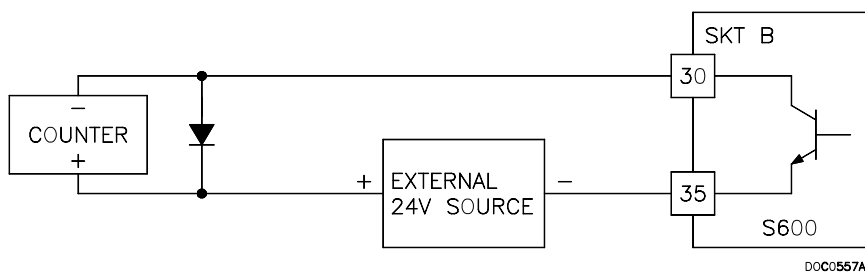 SKT B
30
−
COUNTER
+
+ EXTERNAL −
24V SOURCE
35
S600
DOC0557A